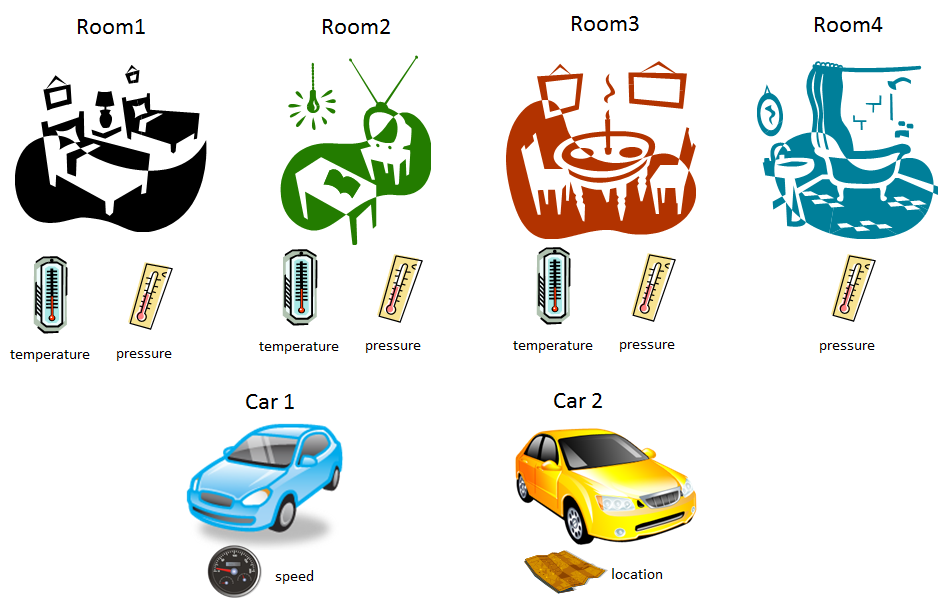 Room1
Room2
Room3
Room4
temperature
pressure
temperature
pressure
temperature
pressure
pressure
Car 1
Car 2
speed
location